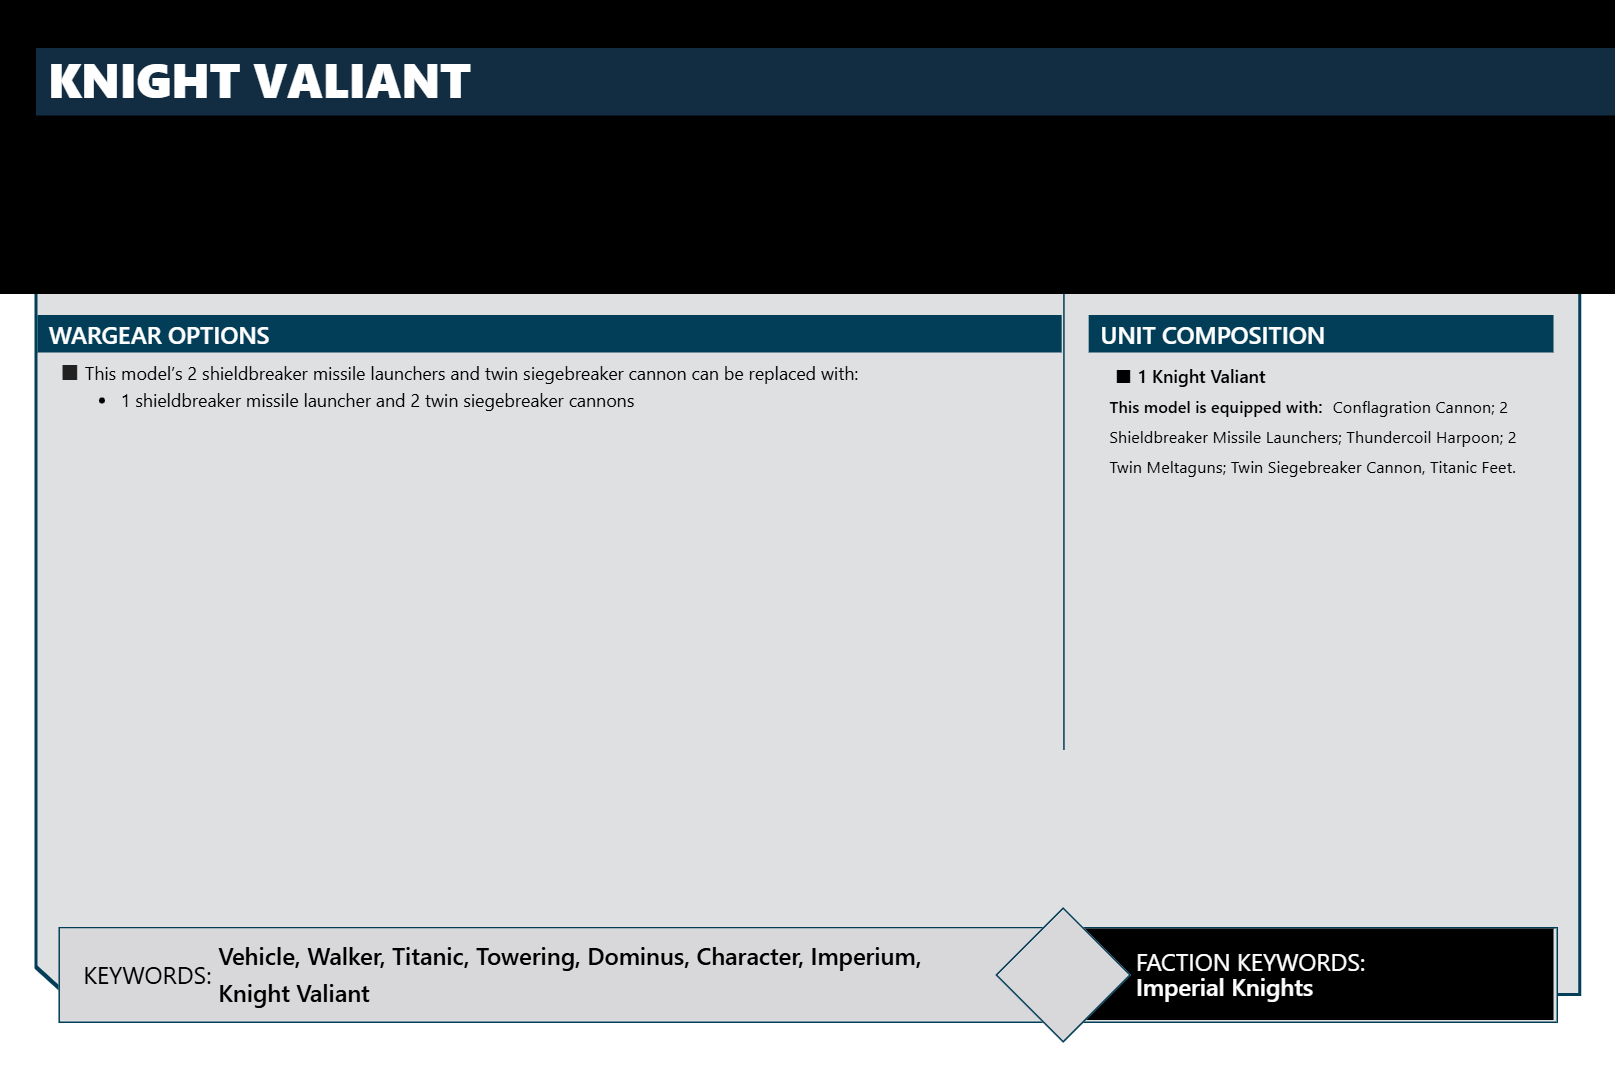 KNIGHT VALIANT
WARGEAR OPTIONS
■ This model's 2 shieldbreaker missile launchers and twin siegebreaker cannon can be replaced with:
• 1 shieldbreaker missile launcher and 2 twin siegebreaker cannons
UNIT COMPOSITION
■ 1 Knight Valiant
This model is equipped with: Conflagration Cannon; 2
Shieldbreaker Missile Launchers; Thundercoil Harpoon; 2
Twin Meltaguns; Twin Siegebreaker Cannon, Titanic Feet.
KEYWORDS: Vehicle, Walker, Titanic, Towering, Dominus, Character, Imperium,
Knight Valiant
FACTION KEYWORDS:
Imperial Knights